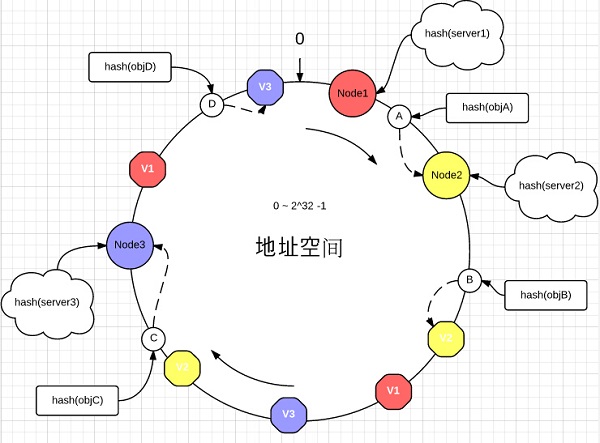 0
hash(server1)
hash(objD)
V3
Node1
D
hash(objA)
A
V1
Node2
hash(server2)
0 ~ 2^32 -1
地址空间
Node3
B
hash(server3)
hash(objB)
C
V2
V2
hash(objC)
V1
V3